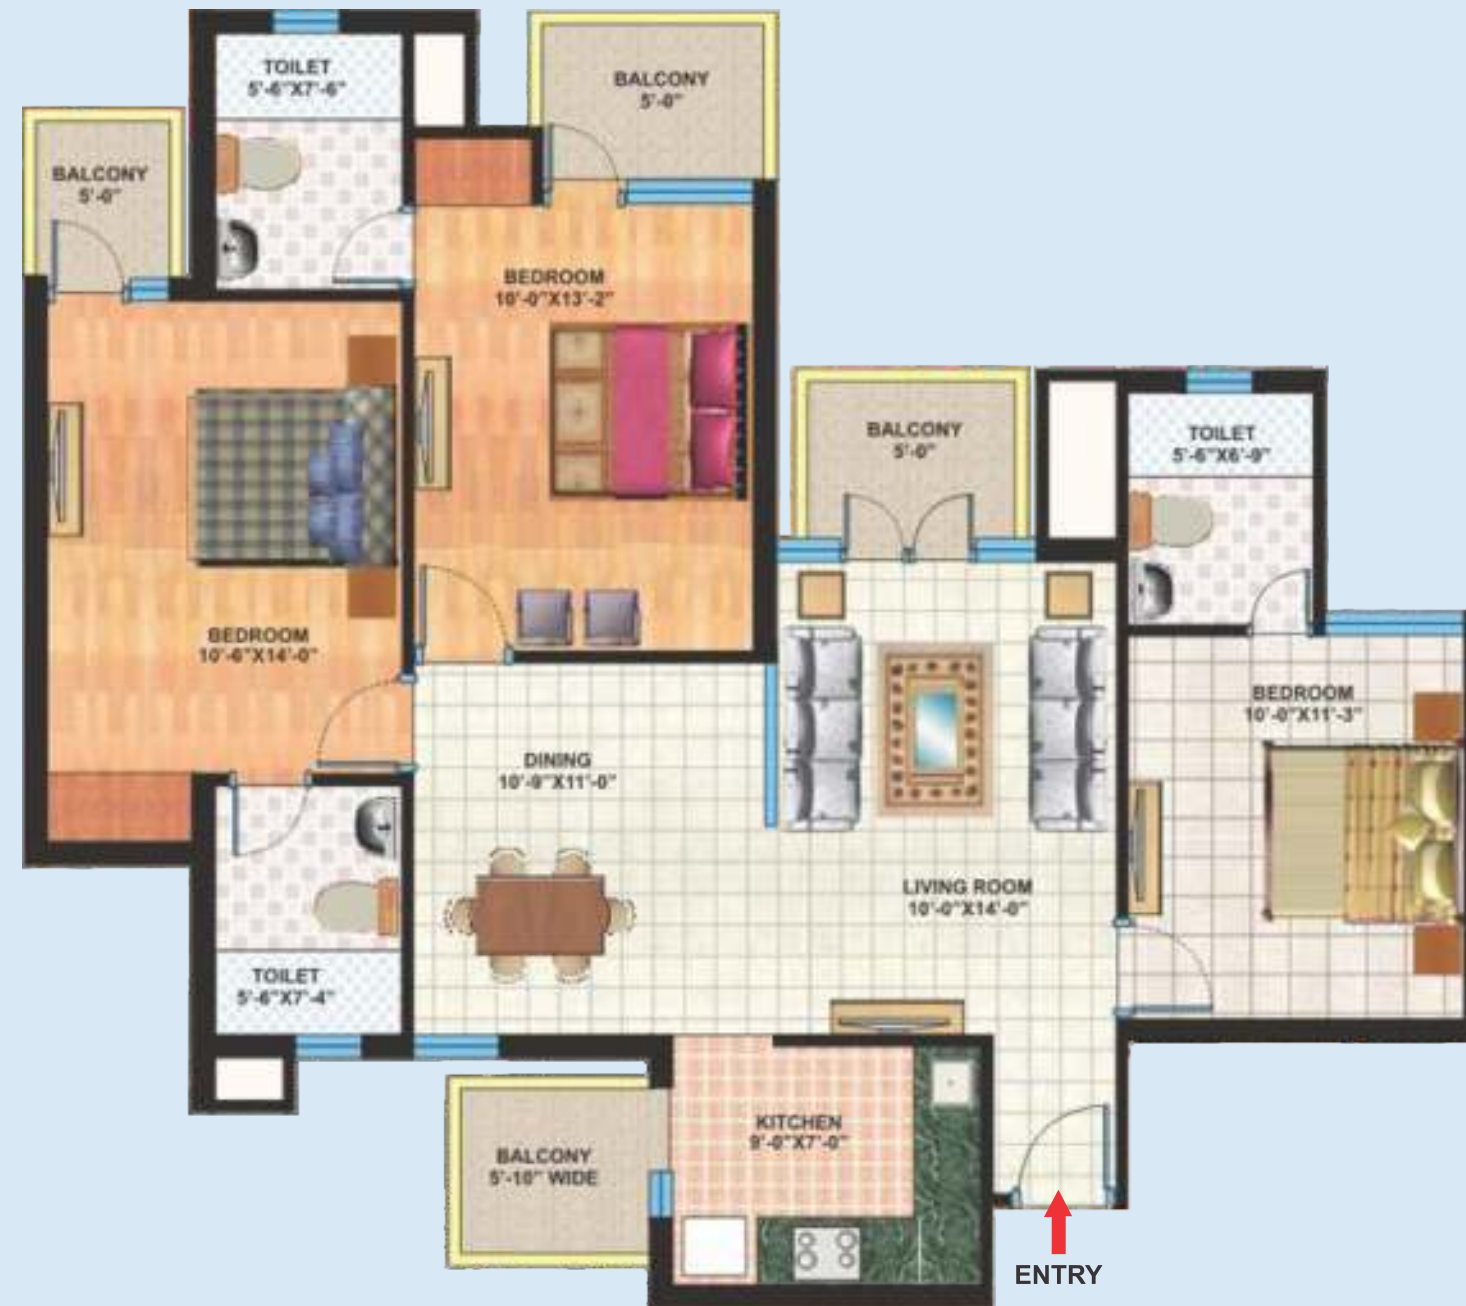 TOILET
5'-6"X7'-6"
BALCONY
5'-0"
BALCONY
5'-0"
BEDROOM
10'-0"X13'-2"
BALCONY
5'-0"
TOILET
5'-6"X6'-9"
BEDROOM
10'-6"X14'-0"
BEDROOM
10'-0"X11'-3"
DINING
10'-9"X11'-0"
LIVING ROOM
10'-0"X14'-0"
TOILET
5'-6"X7'-4"
KITCHEN
9'-0"X7'-0"
BALCONY
5'-10" WIDE
ENTRY